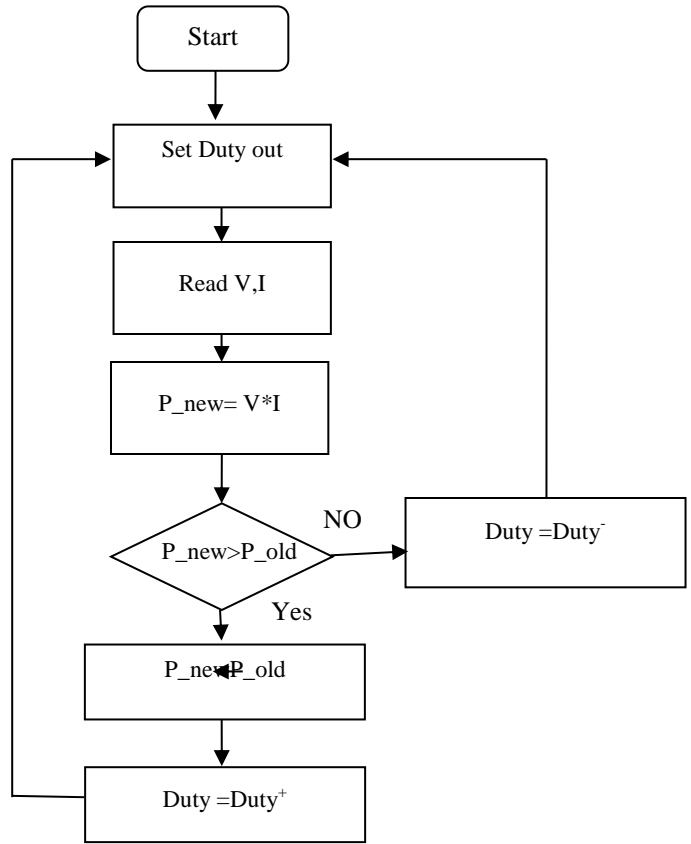 Start
Set Duty out
Read V,I
P_new= V*I
P_new>P_old
NO
Duty =Duty⁻
Yes
P_new P_old
Duty =Duty⁺